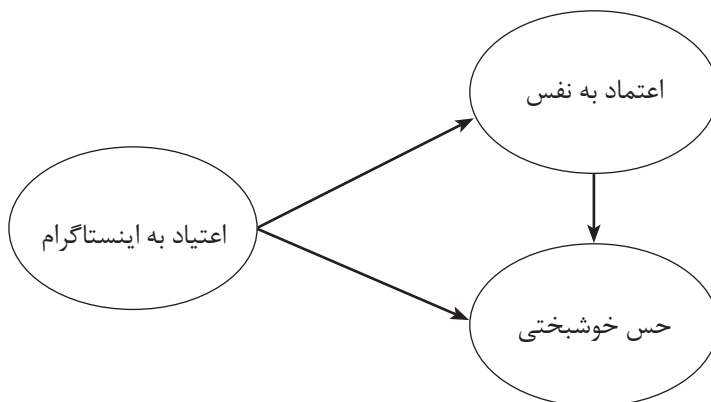 اعتماد به نفس
اعتیاد به اینستاگرام
حس خوشبختی